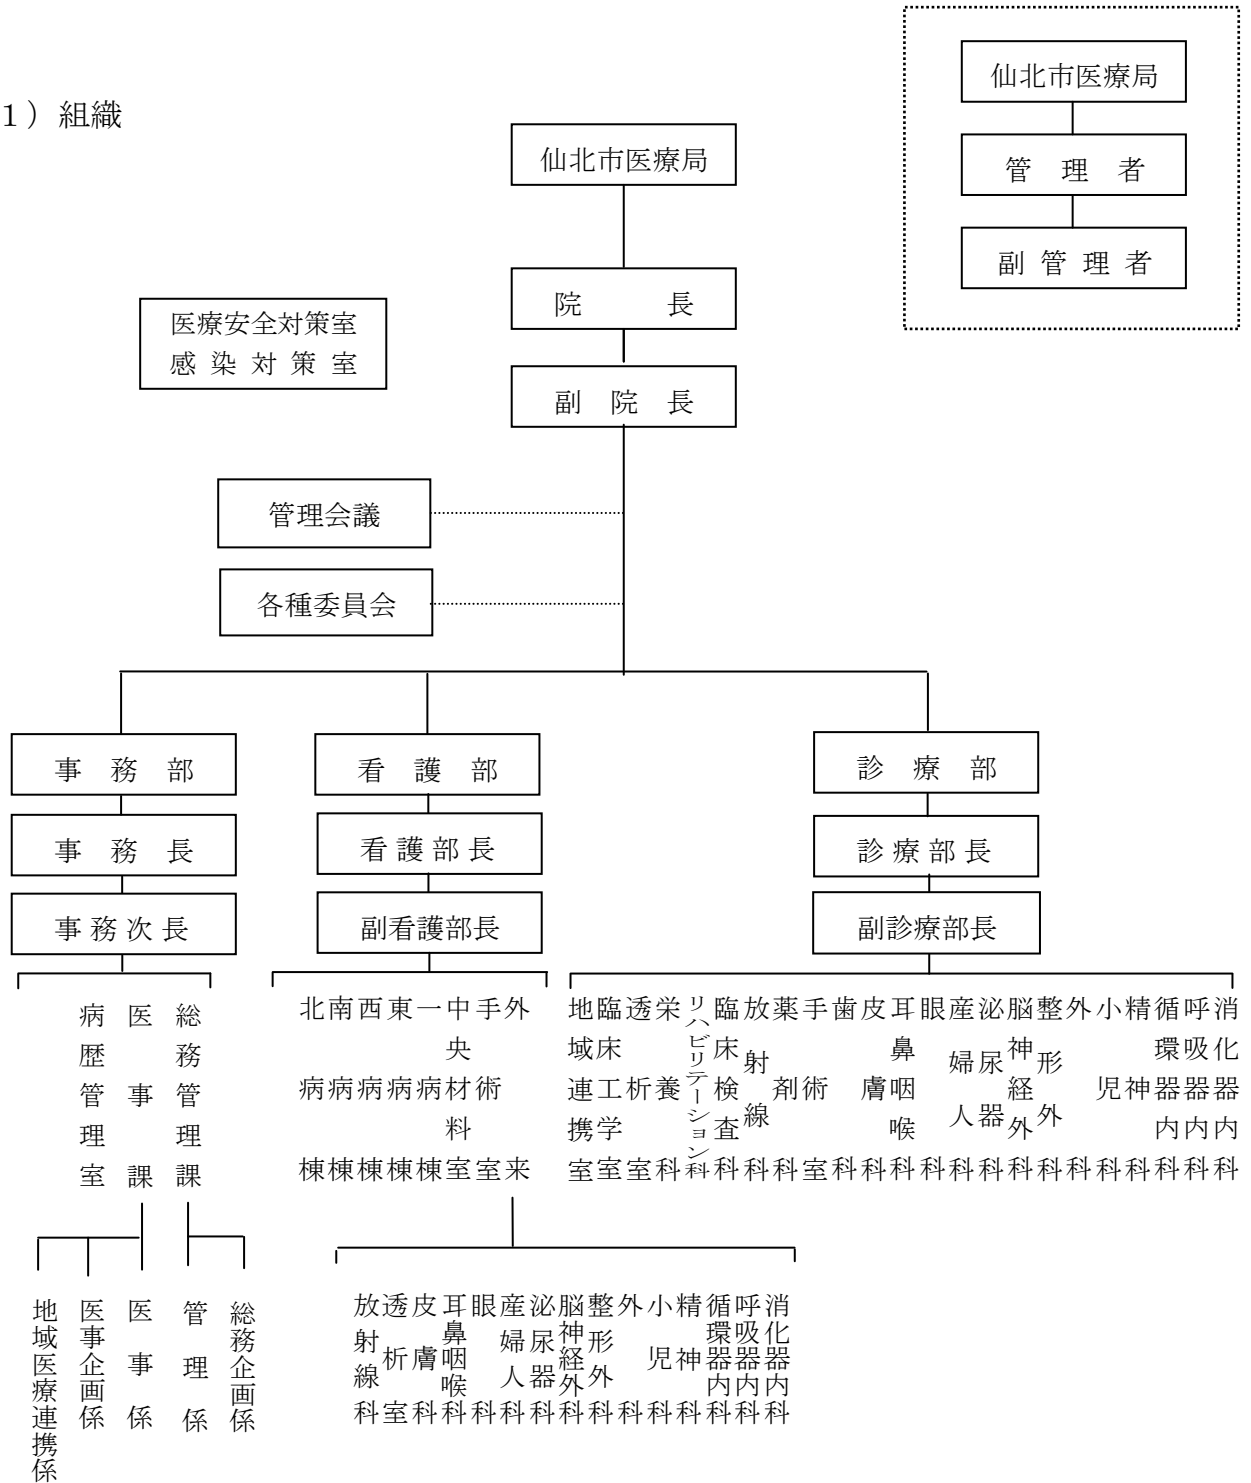 1）組織
仙北市医療局
管理者
副管理者
仙北市医療局
院長
副院長
医療安全対策室
感染対策室
管理会議
各種委員会
事務部
事務長
事務次長
看護部
看護部長
副看護部長
診療部
診療部長
副診療部長
病歴管理室
医事課
総務管理課
北病棟
南病棟
西病棟
東病棟
一病棟
中央材料室
手術室
外来
地域連携室
臨床工学室
透析室
栄養科
リハビリテーション科
臨床検査科
放射線科
薬剤科
手術室
歯科
皮膚科
耳鼻咽喉科
眼科
産婦人科
泌尿器科
脳神経外科
整形外科
外科
小児科
精神科
循環器内科
呼吸器内科
消化器内科
地域医療連携係
医事企画係
医事係
管理係
総務企画係
放射線科
透析室
皮膚科
耳鼻咽喉科
眼科
産婦人科
泌尿器科
脳神経外科
整形外科
外科
小児科
精神科
循環器内科
呼吸器内科
消化器内科